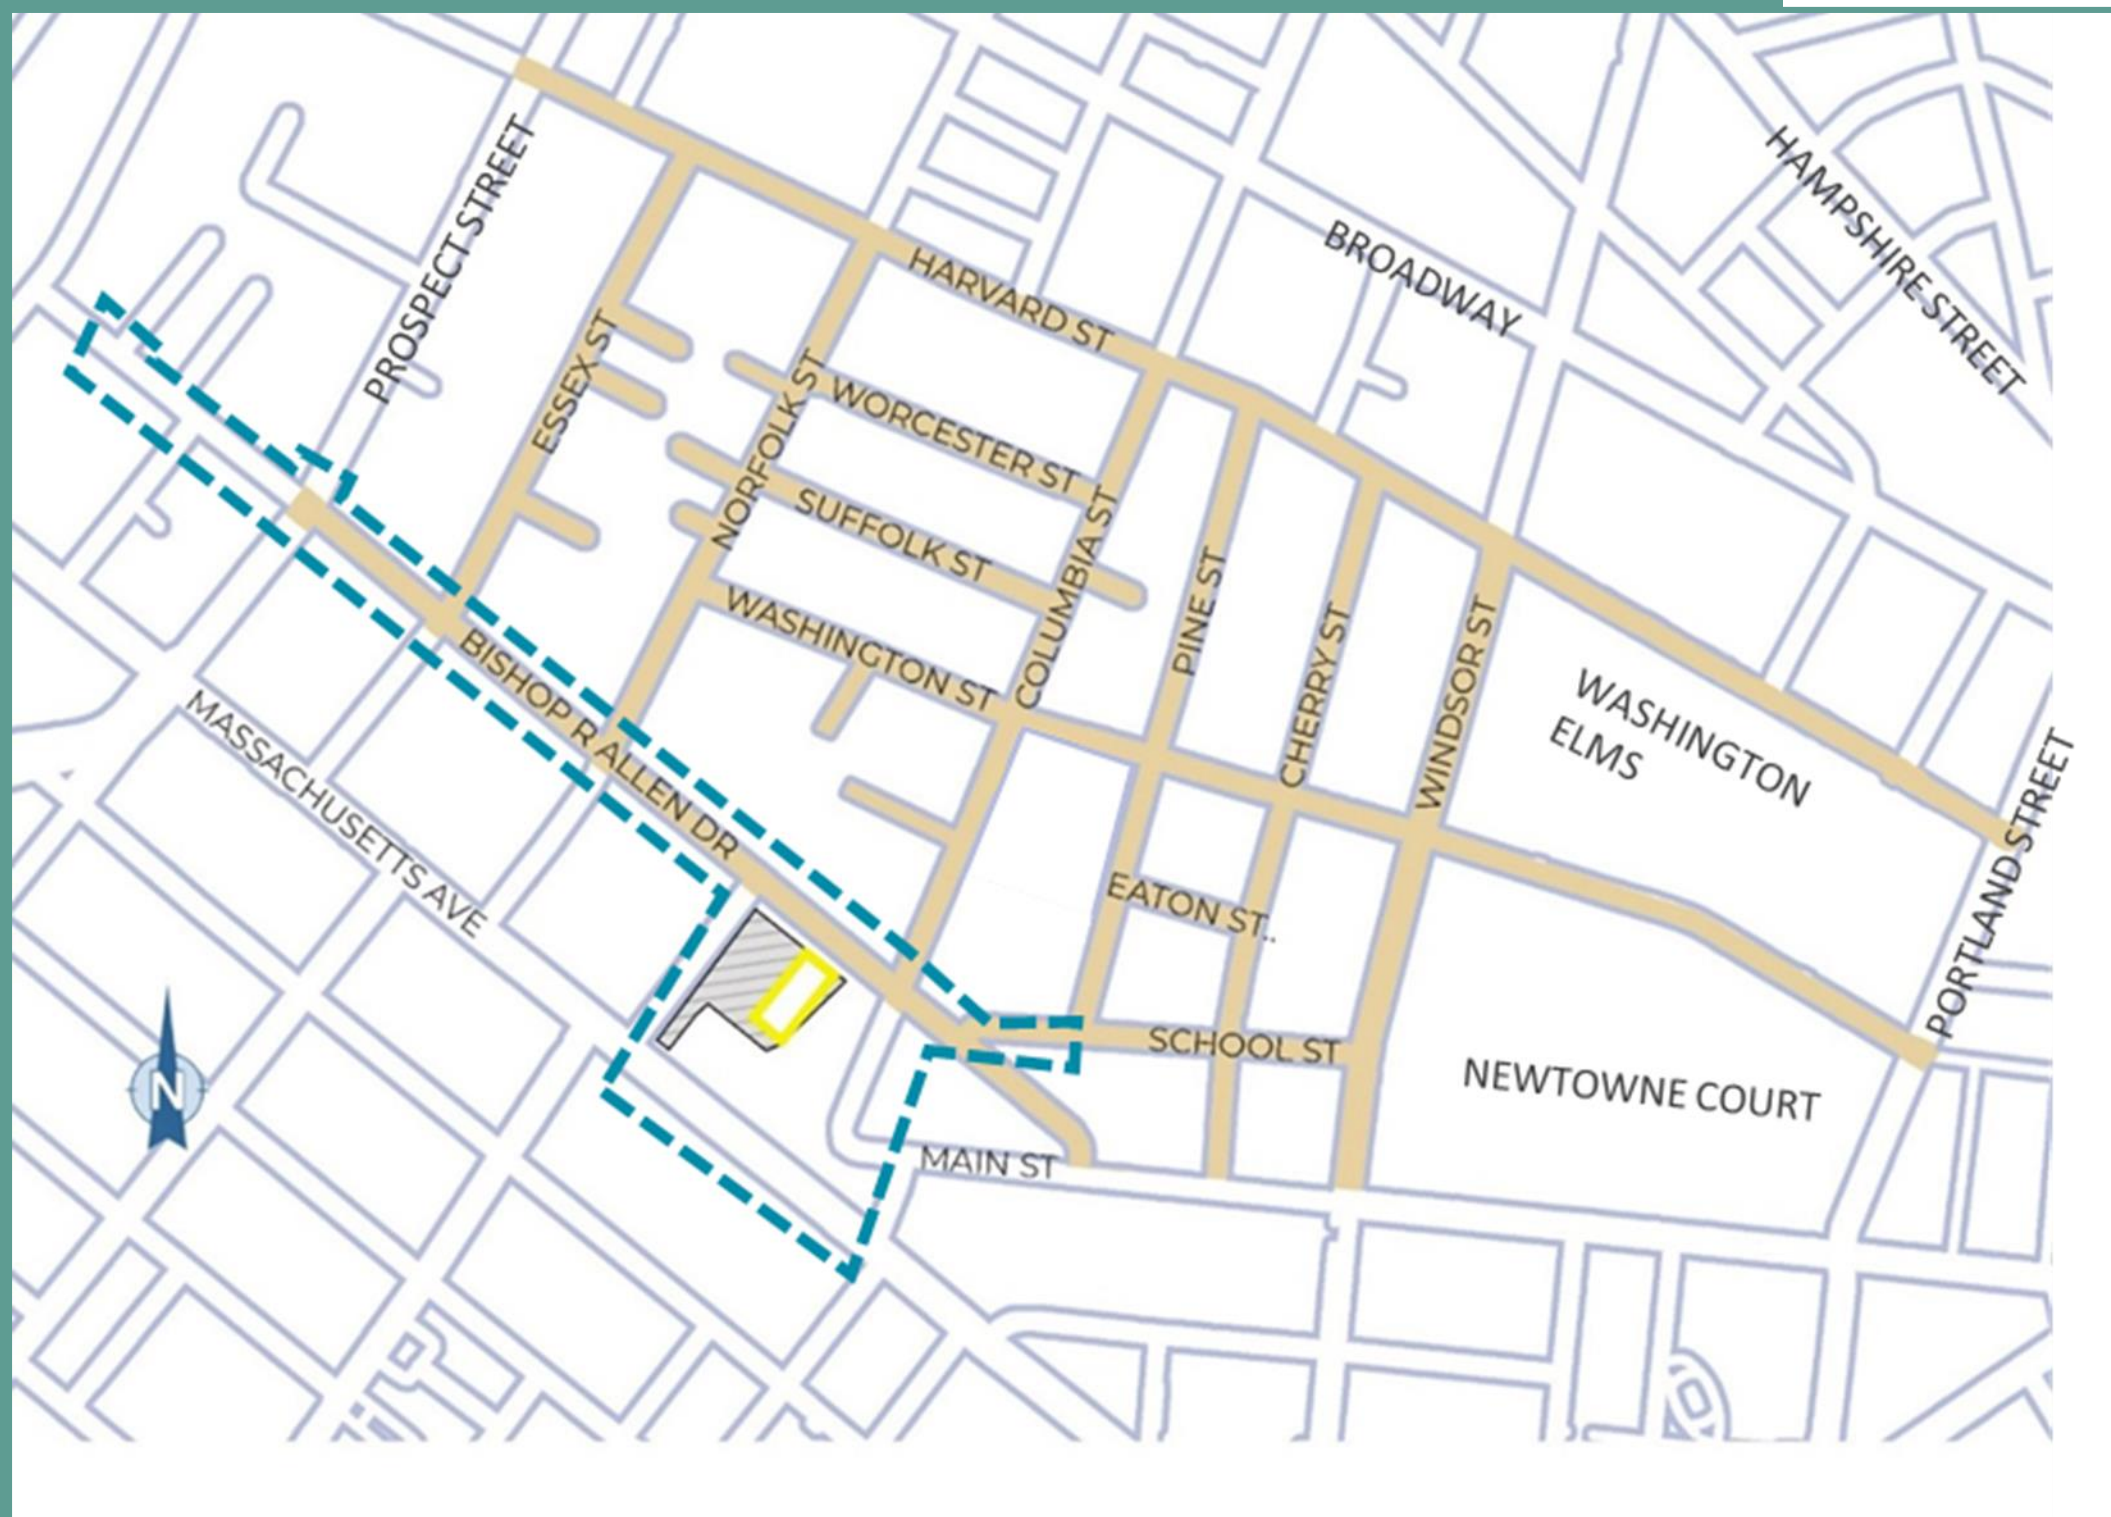 HAMPSHIRE STREET
PROSPECT STREET
BROADWAY
HARVARD ST
ESSEX ST
NORFOLK ST
WORCESTER ST
SUFFOLK ST
COLUMBIA ST
PINE ST
CHERRY ST
WINDSOR ST
WASHINGTON ST
WASHINGTON
ELMS
BISHOP R ALLEN DR
MASSACHUSETTS AVE
PORTLAND STREET
EATON ST..
SCHOOL ST
NEWTOWNE COURT
N
MAIN ST